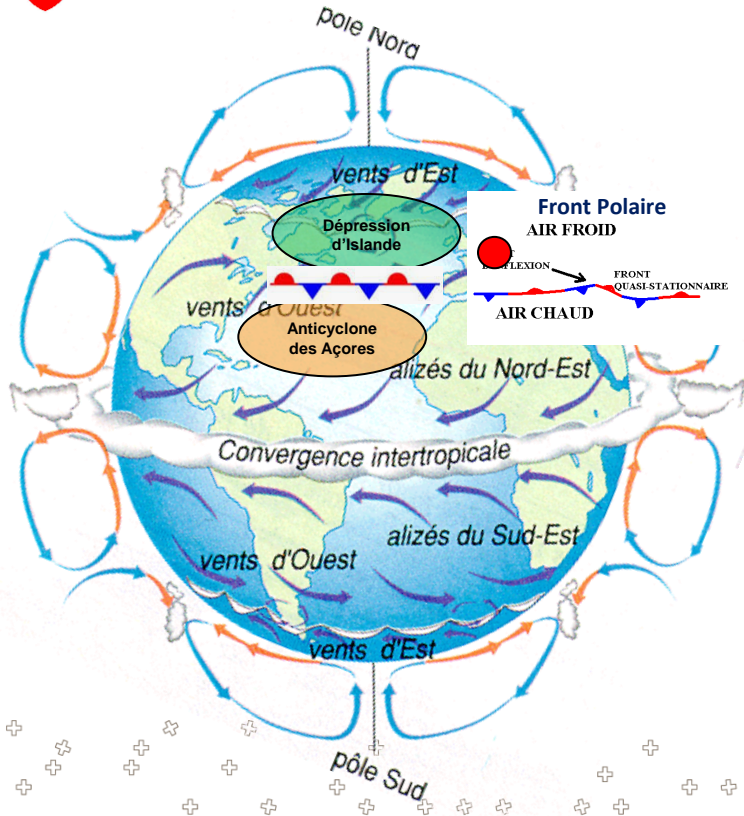 pole Nord
vents d'Est
Dépression
d'Islande
Front Polaire
AIR FROID
FRONT
QUASI-STATIONNAIRE
AIR CHAUD
vents d'Ouest
Anticyclone
des Açores
alizés du Nord-Est
Convergence intertropicale
alizés du Sud-Est
vents d'Ouest
vents d'Est
pôle Sud